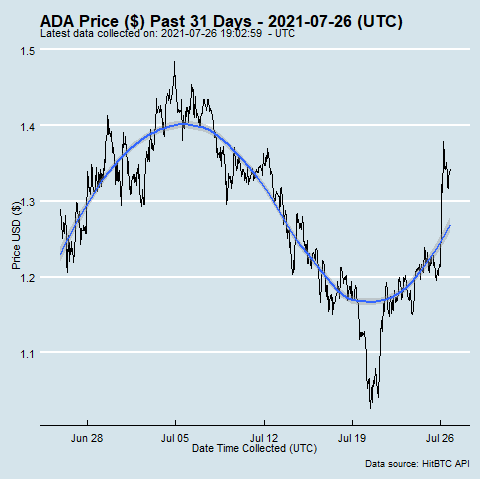 ADA Price ($) Past 31 Days - 2021-07-26 (UTC)
Latest data collected on: 2021-07-26 19:02:59  - UTC
1.5
1.4
1.3
1.2
1.1
Price USD ($)
Jun 28 Jul 05 Jul 12 Jul 19 Jul 26
Date Time Collected (UTC)
Data source: HitBTC API